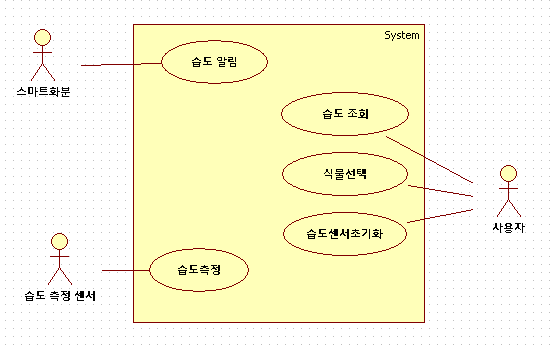 System
습도 알림
스마트화분
습도 조회
식물선택
사용자
습도센서초기화
습도측정
습도 측정 센서